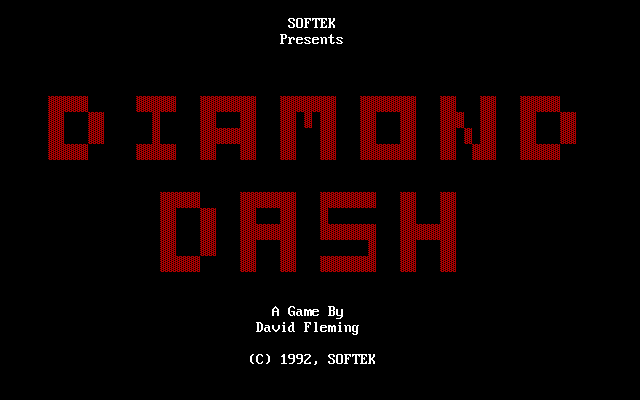 SOFTEK
Presents
DIAMOND
DASH
A Game By
David Fleming
(C) 1992, SOFTEK